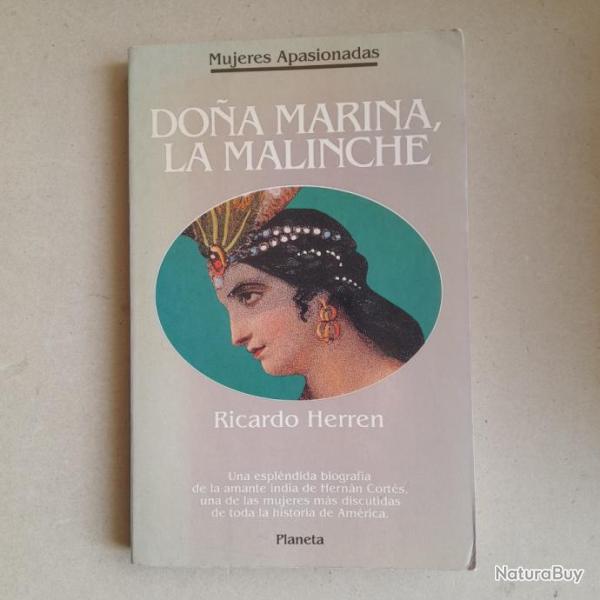 Mujeres Apasionadas
DOÑA MARINA,
LA MALINCHE
Ricardo Herren
Una espléndida biografía
de la amante india de Hernán Cortés,
una de las mujeres más discutidas
de toda la historia de América.
Planeta
NaturaBuy